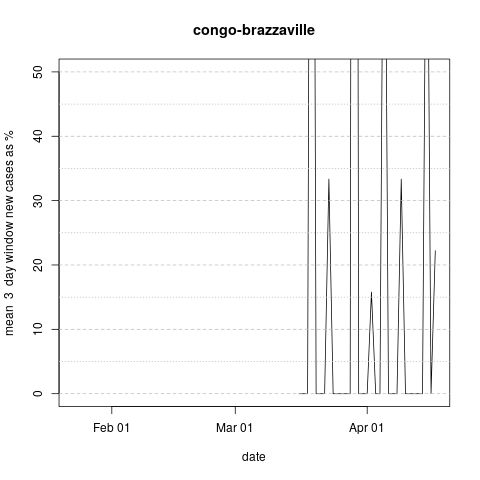 congo-brazzaville
mean  3  day window new cases as %
50
40
30
20
10
0
Feb 01
Mar 01
Apr 01
date